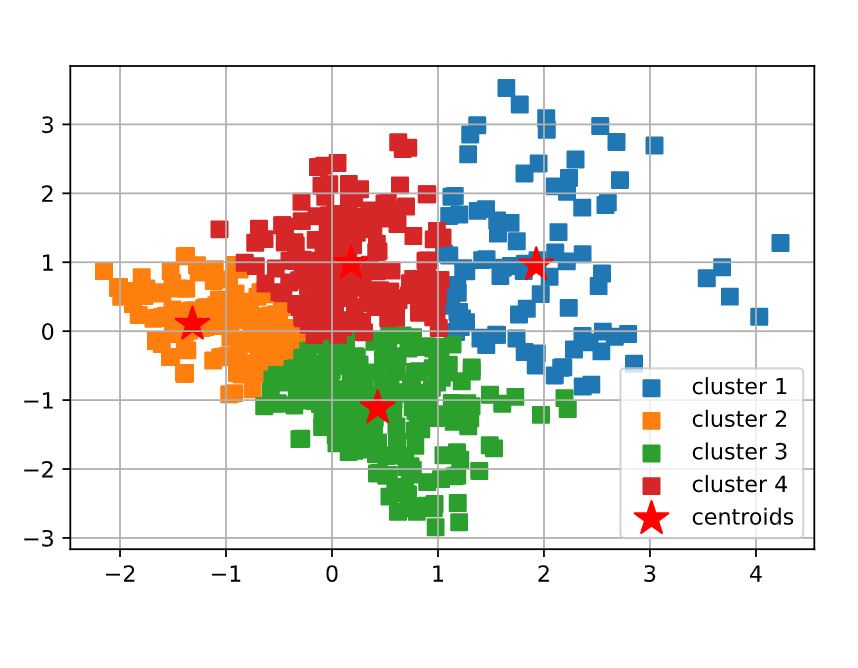 3
2
1
0
−1
−2
−3
−2 −1 0 1 2 3 4
cluster 1
cluster 2
cluster 3
cluster 4
centroids